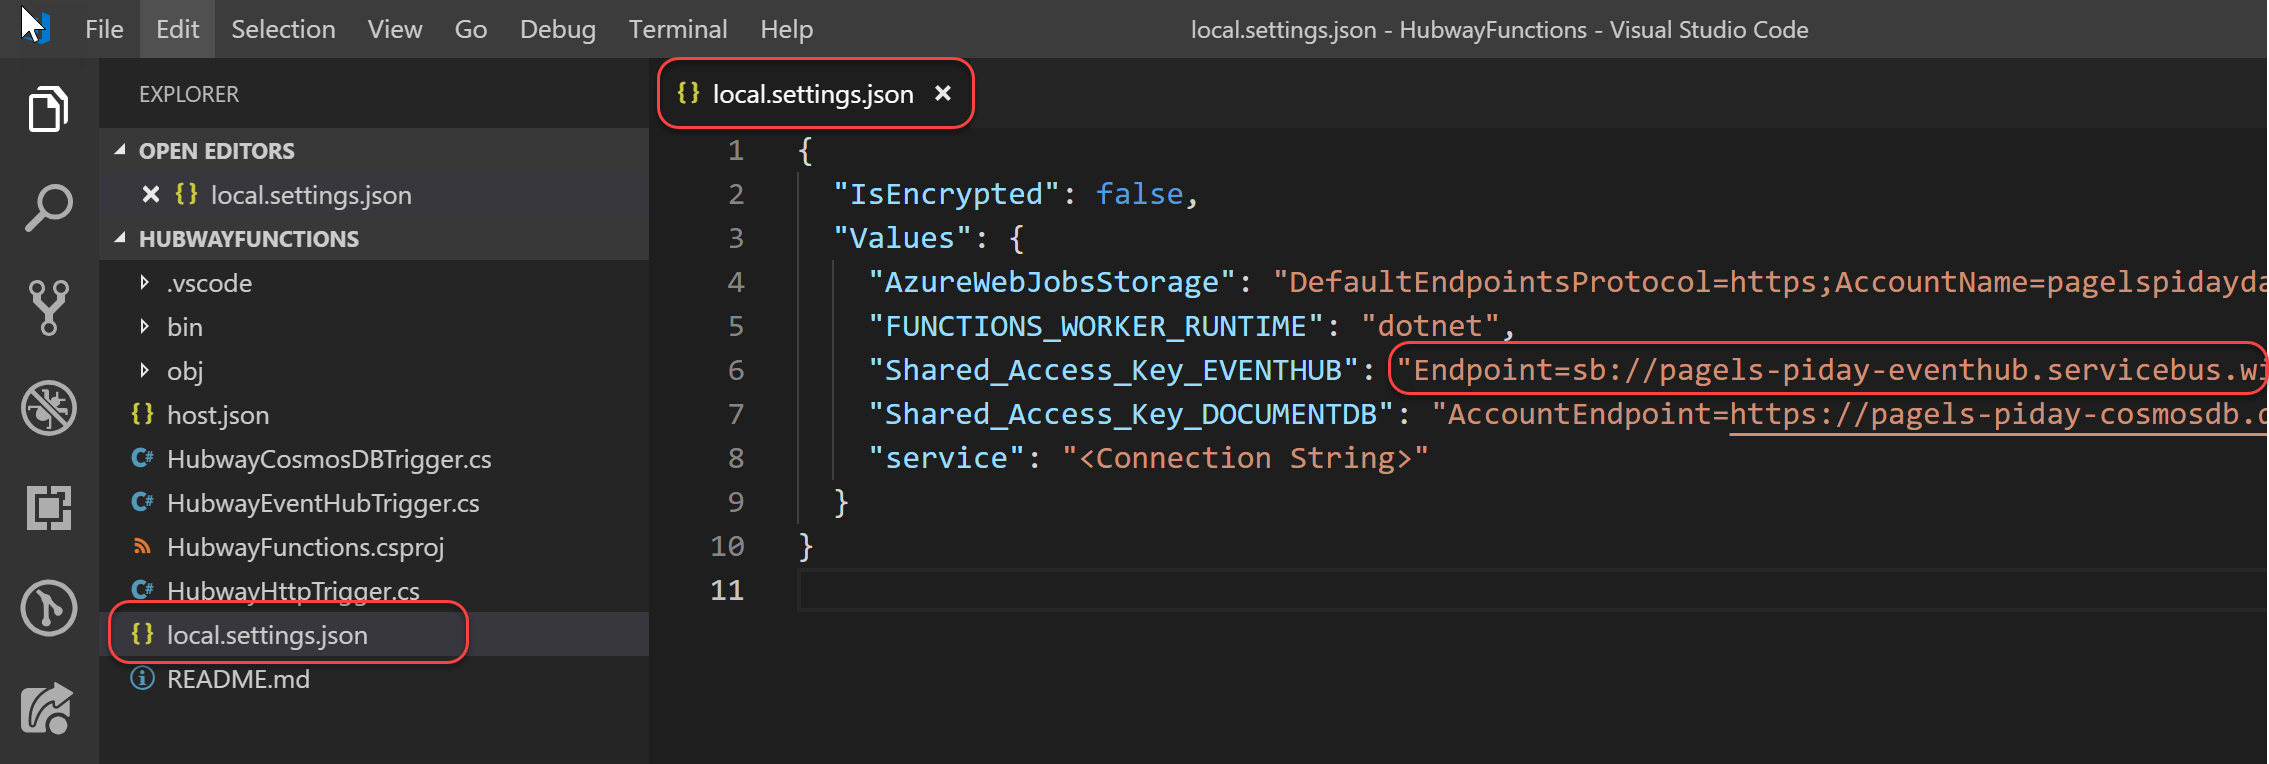 File Edit Selection View Go Debug Terminal Help local.settings.json - HubwayFunctions - Visual Studio Code
EXPLORER
OPEN EDITORS
{} local.settings.json
HUBWAYFUNCTIONS
.vscode
bin
obj
{} host.json
C# HubwayCosmosDBTrigger.cs
C# HubwayEventHubTrigger.cs
HubwayFunctions.csproj
C# HubwayHttpTrigger.cs
{} local.settings.json
README.md
{} local.settings.json
1 {
2 "IsEncrypted": false,
3 "Values": {
4 "AzureWebJobsStorage": "DefaultEndpointsProtocol=https;AccountName=pagelspidayda
5 "FUNCTIONS_WORKER_RUNTIME": "dotnet",
6 "Shared_Access_Key_EVENTHUB": "Endpoint=sb://pagels-piday-eventhub.servicebus.wi
7 "Shared_Access_Key_DOCUMENTDB": "AccountEndpoint=https://pagels-piday-cosmosdb.d
8 "service": "<Connection String>"
9 }
10 }
11